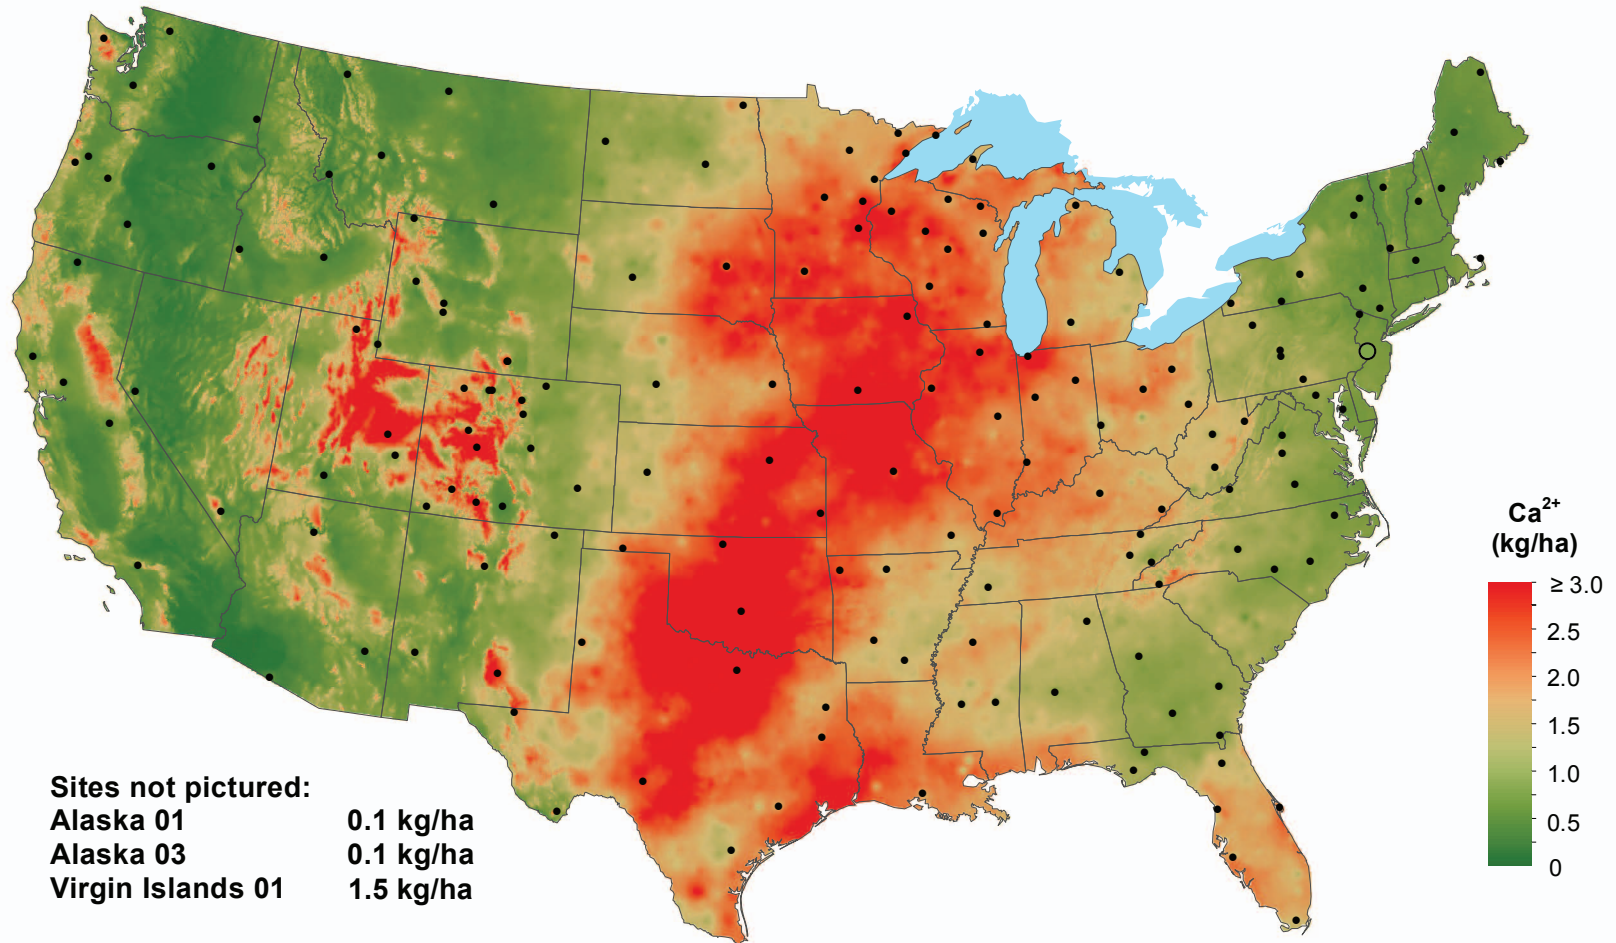 Ca2+
(kg/ha)
≥ 3.0
2.5
2.0
1.5
1.0
0.5
0
Sites not pictured:
Alaska 01 0.1 kg/ha
Alaska 03 0.1 kg/ha
Virgin Islands 01 1.5 kg/ha